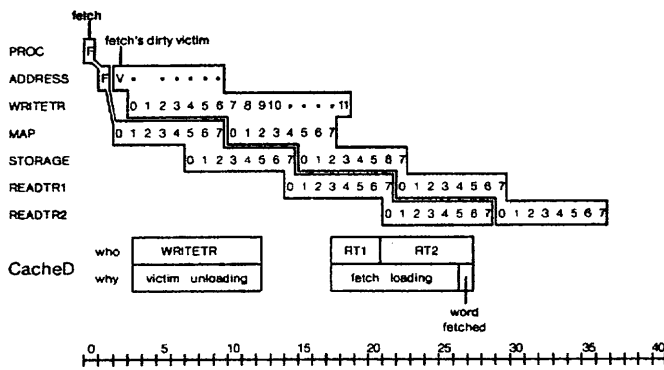 fetch
fetch's dirty victim
PROC F
ADDRESS F V • • • • • •
WRITETR 0 1 2 3 4 5 6 7 8 9 10 • • • • 11
MAP 0 1 2 3 4 5 6 7 0 1 2 3 4 5 6 7
STORAGE 0 1 2 3 4 5 6 7 0 1 2 3 4 5 6 7
READTR1 0 1 2 3 4 5 6 7 0 1 2 3 4 5 6 7
READTR2 0 1 2 3 4 5 6 7 0 1 2 3 4 5 6 7
who WRITETR RT1 RT2
CacheD
why victim unloading fetch loading
word
fetched
0 5 10 15 20 25 30 35 40